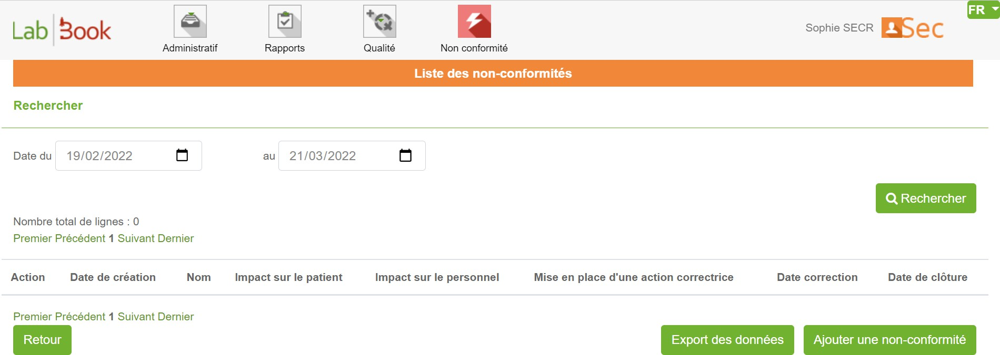 FR
Lab Book
Administratif
Rapports
Qualité
Non conformité
Sophie SECR
Sec
Liste des non-conformités
Rechercher
Date du 19/02/2022 au 21/03/2022
Rechercher
Nombre total de lignes : 0
Premier Précédent 1 Suivant Dernier
Action Date de création Nom Impact sur le patient Impact sur le personnel Mise en place d'une action correctrice Date correction Date de clôture
Premier Précédent 1 Suivant Dernier
Retour Export des données Ajouter une non-conformité